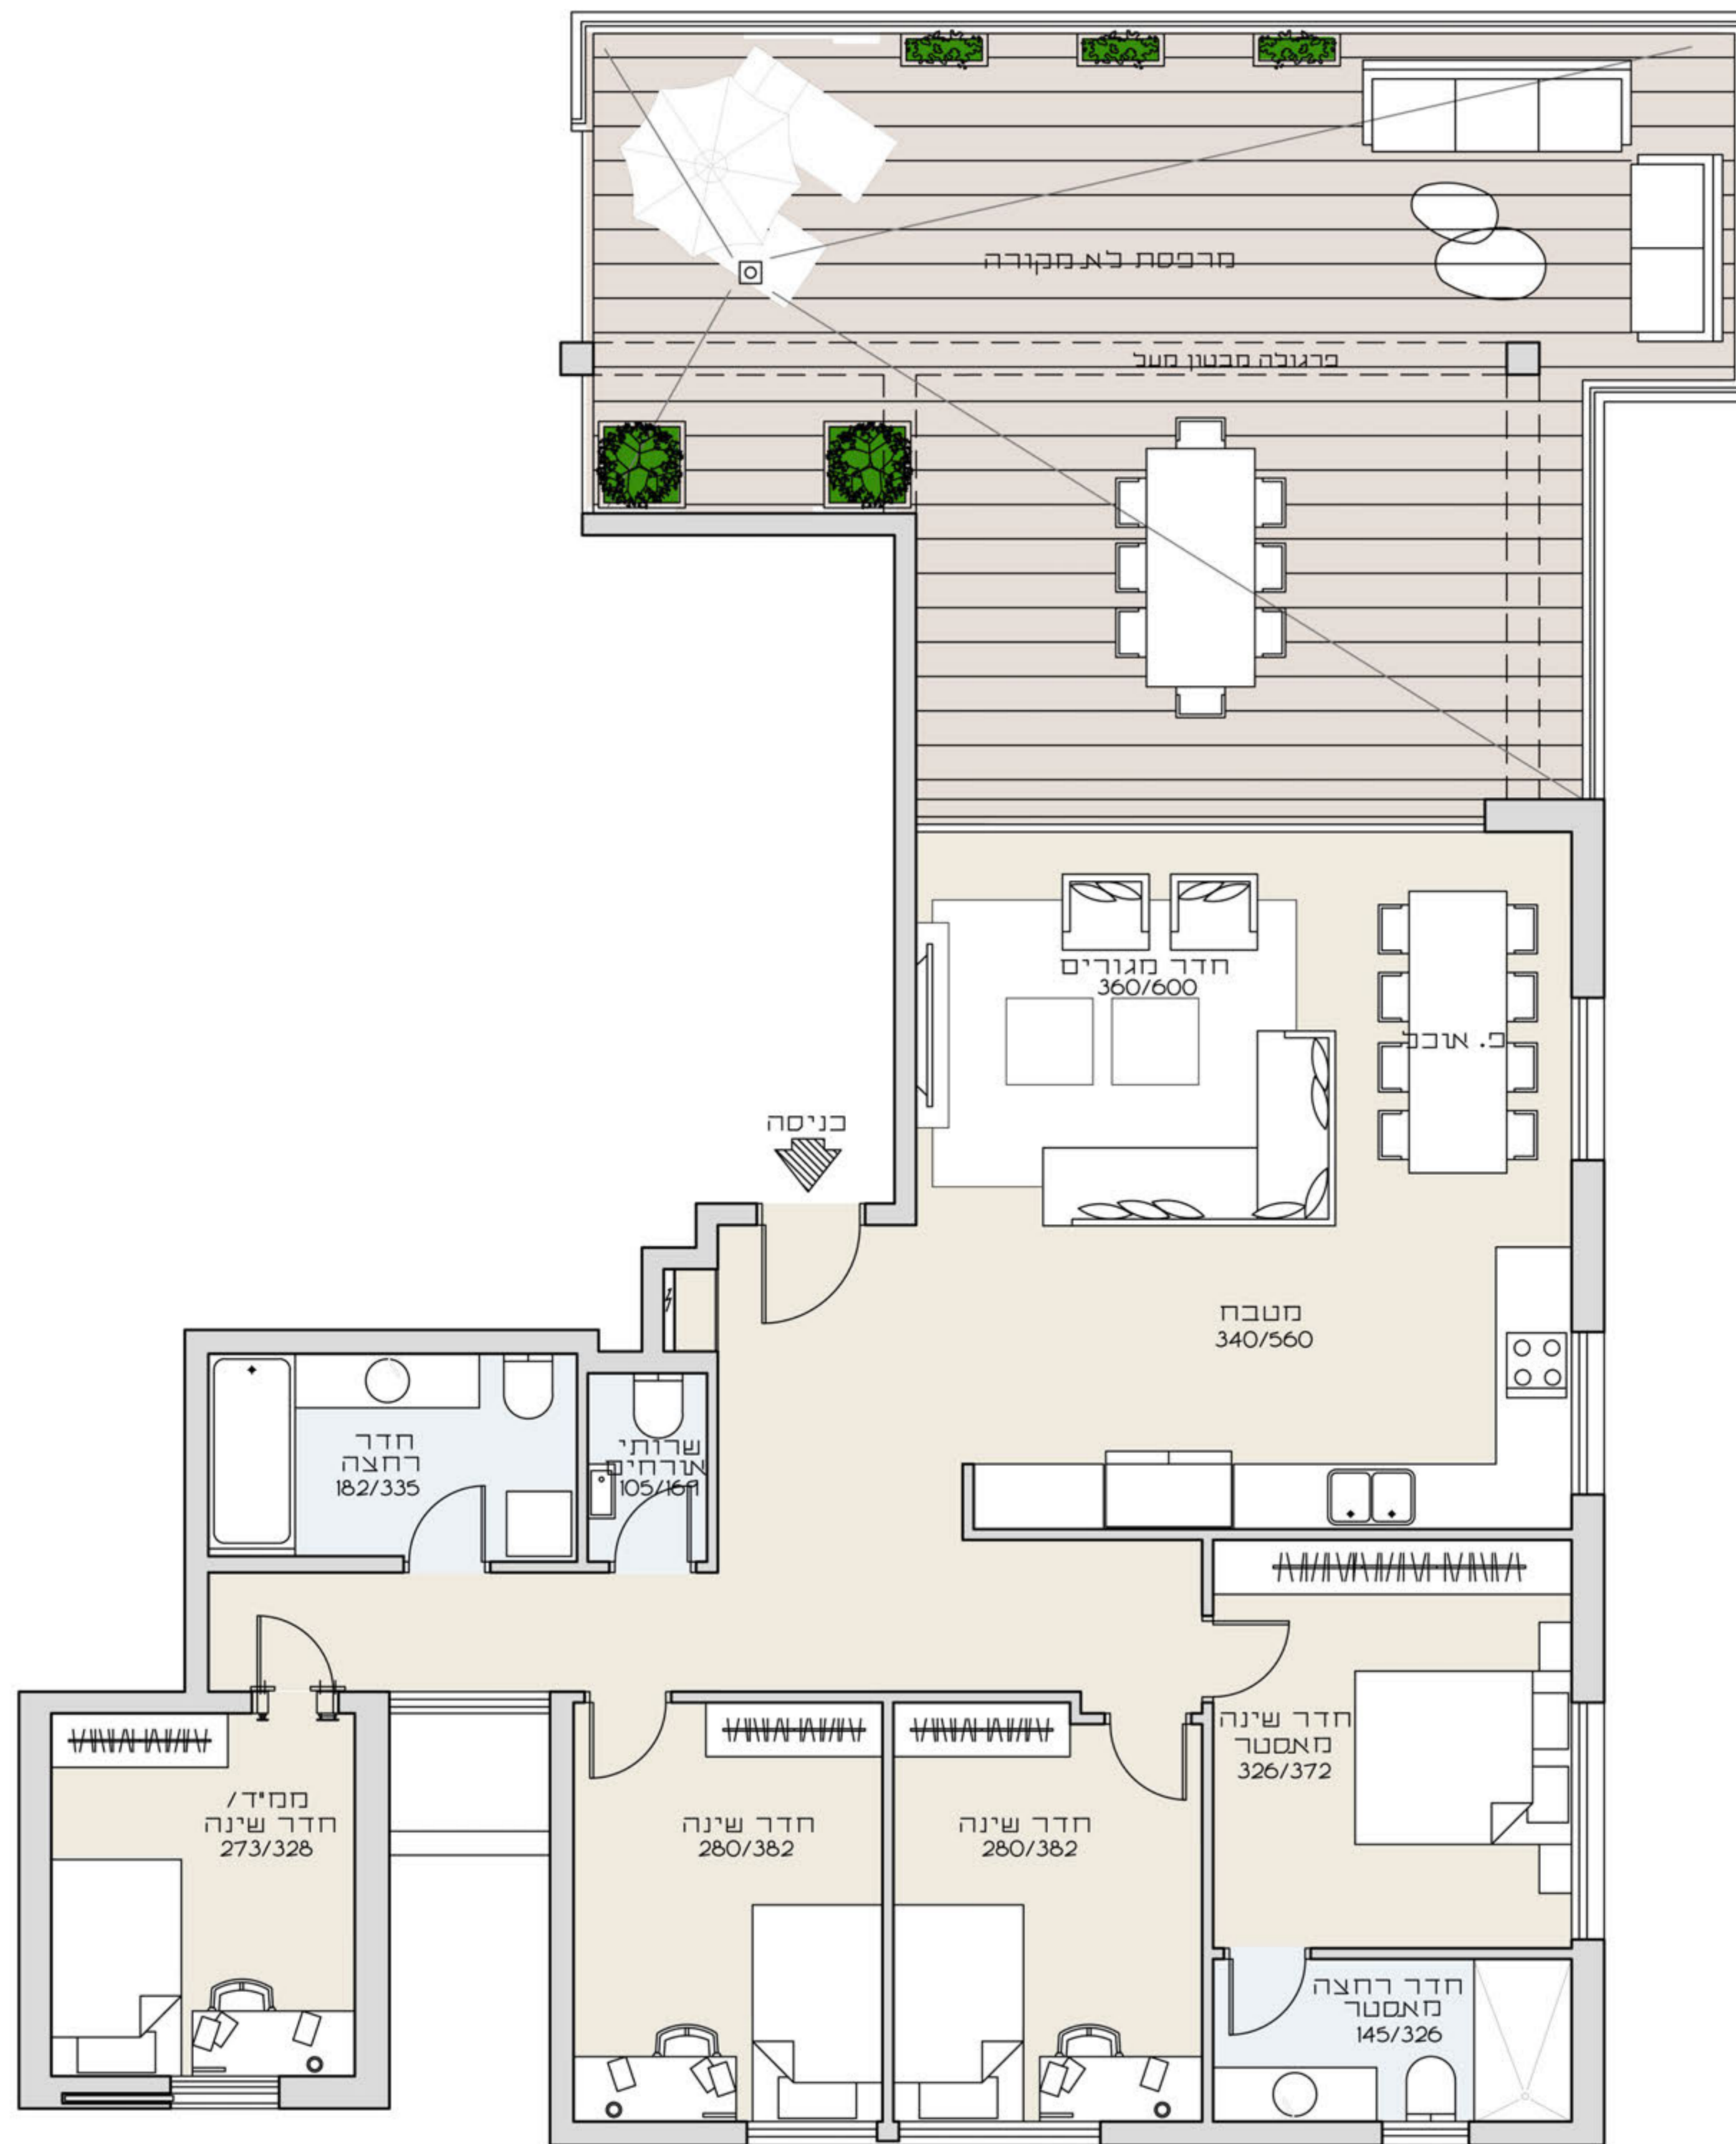 מרפסת לא מקורה
פרגולה מבטון מעל
חדר מגורים
360/600
פ. אוכל
כניסה
מטבח
340/560
חדר
רחצה
182/335
שרותי
אורחים
105/169
חדר שינה
מאסטר
326/372
ממ"ד/
חדר שינה
273/328
חדר שינה
280/382
חדר שינה
280/382
חדר רחצה
מאסטר
145/326